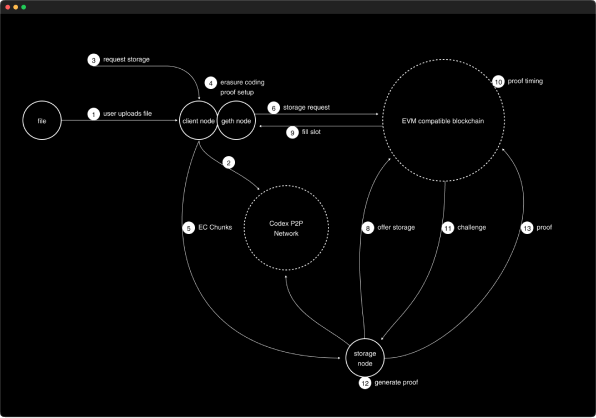 3 request storage
4 erasure coding
proof setup
10 proof timing
1 user uploads file
6 storage request
file
client node
geth node
EVM compatible blockchain
9 fill slot
2
Codex P2P
Network
5 EC Chunks
8 offer storage
11 challenge
13 proof
storage
node
12 generate proof